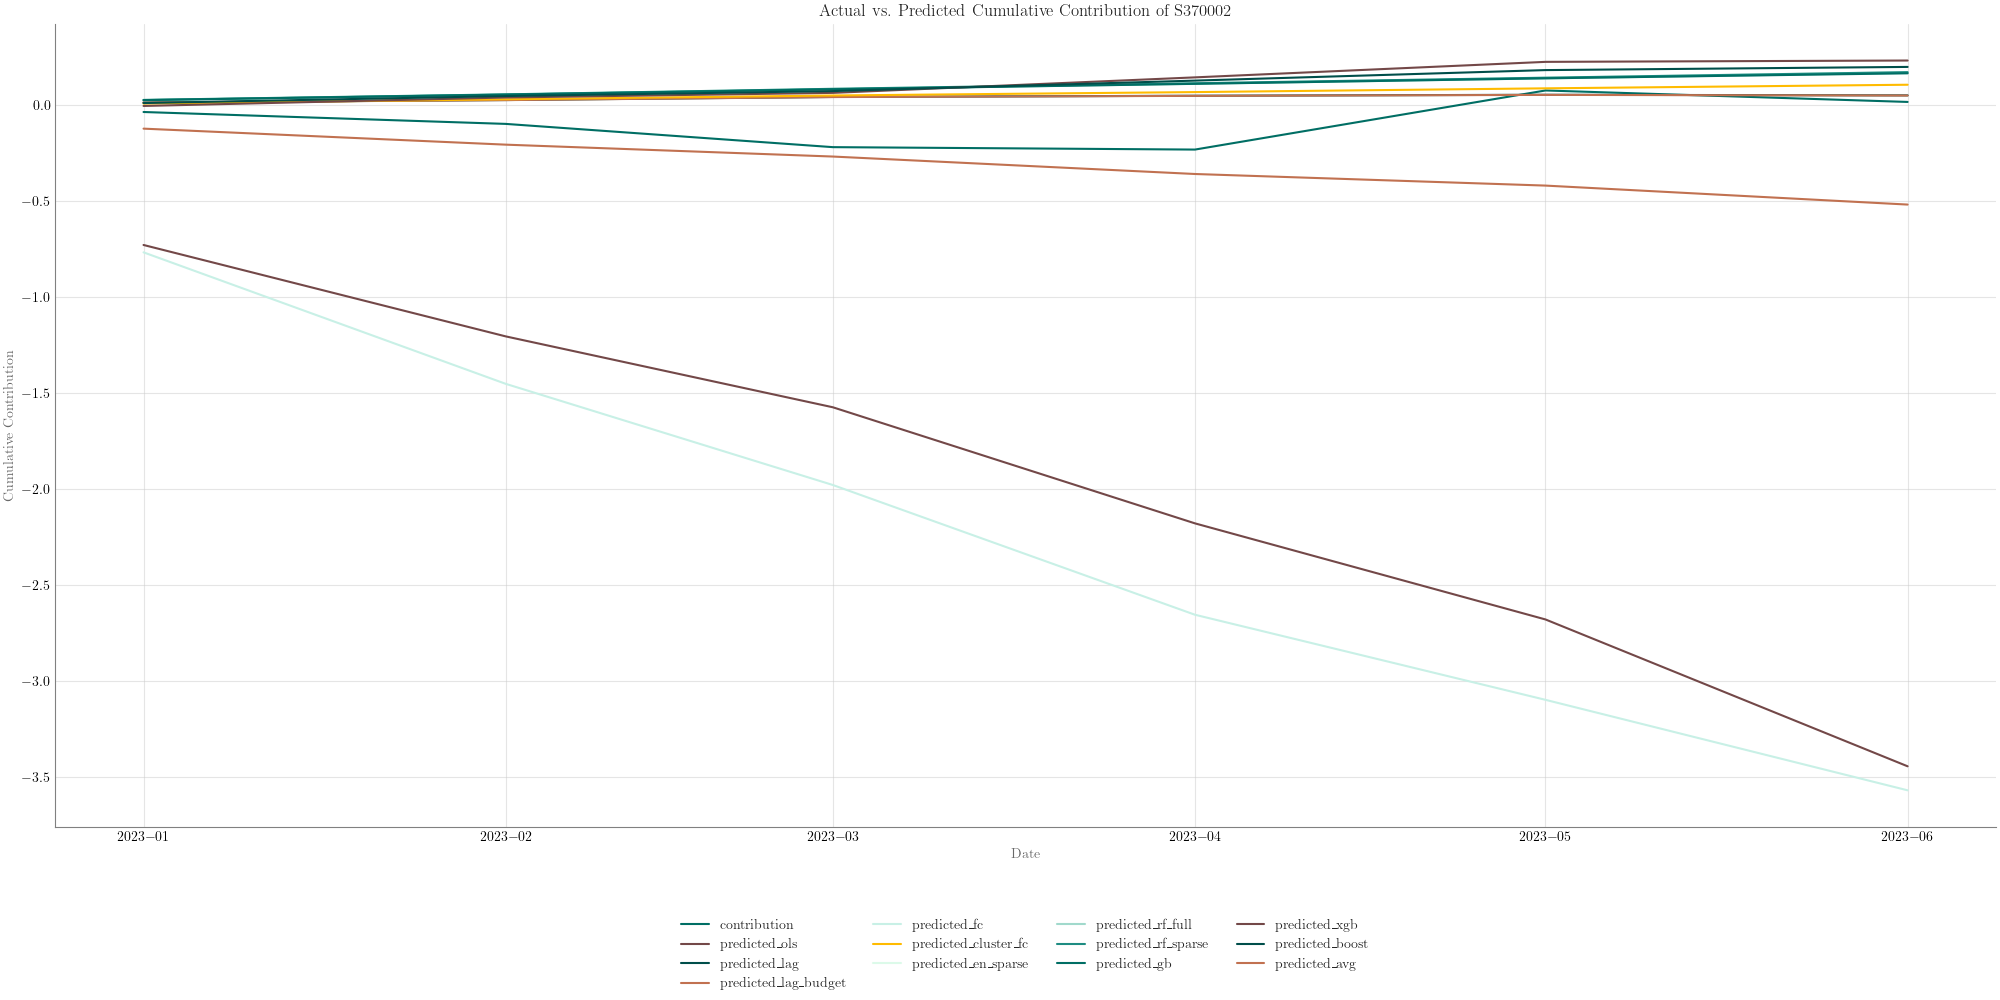 Actual vs. Predicted Cumulative Contribution of S370002
0.0
−0.5
−1.0
−1.5
−2.0
−2.5
−3.0
−3.5
Cumulative Contribution
2023−01 2023−02 2023−03 2023−04 2023−05 2023−06
Date
contribution predicted_fc predicted_rf_full predicted_xgb
predicted_ols predicted_cluster_fc predicted_rf_sparse predicted_boost
predicted_lag predicted_en_sparse predicted_gb predicted_avg
predicted_lag_budget